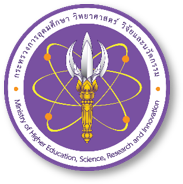 กระทรวงการอุดมศึกษา วิทยาศาสตร์ วิจัยและนวัตกรรม
Ministry of Higher Education, Science, Research and Innovation